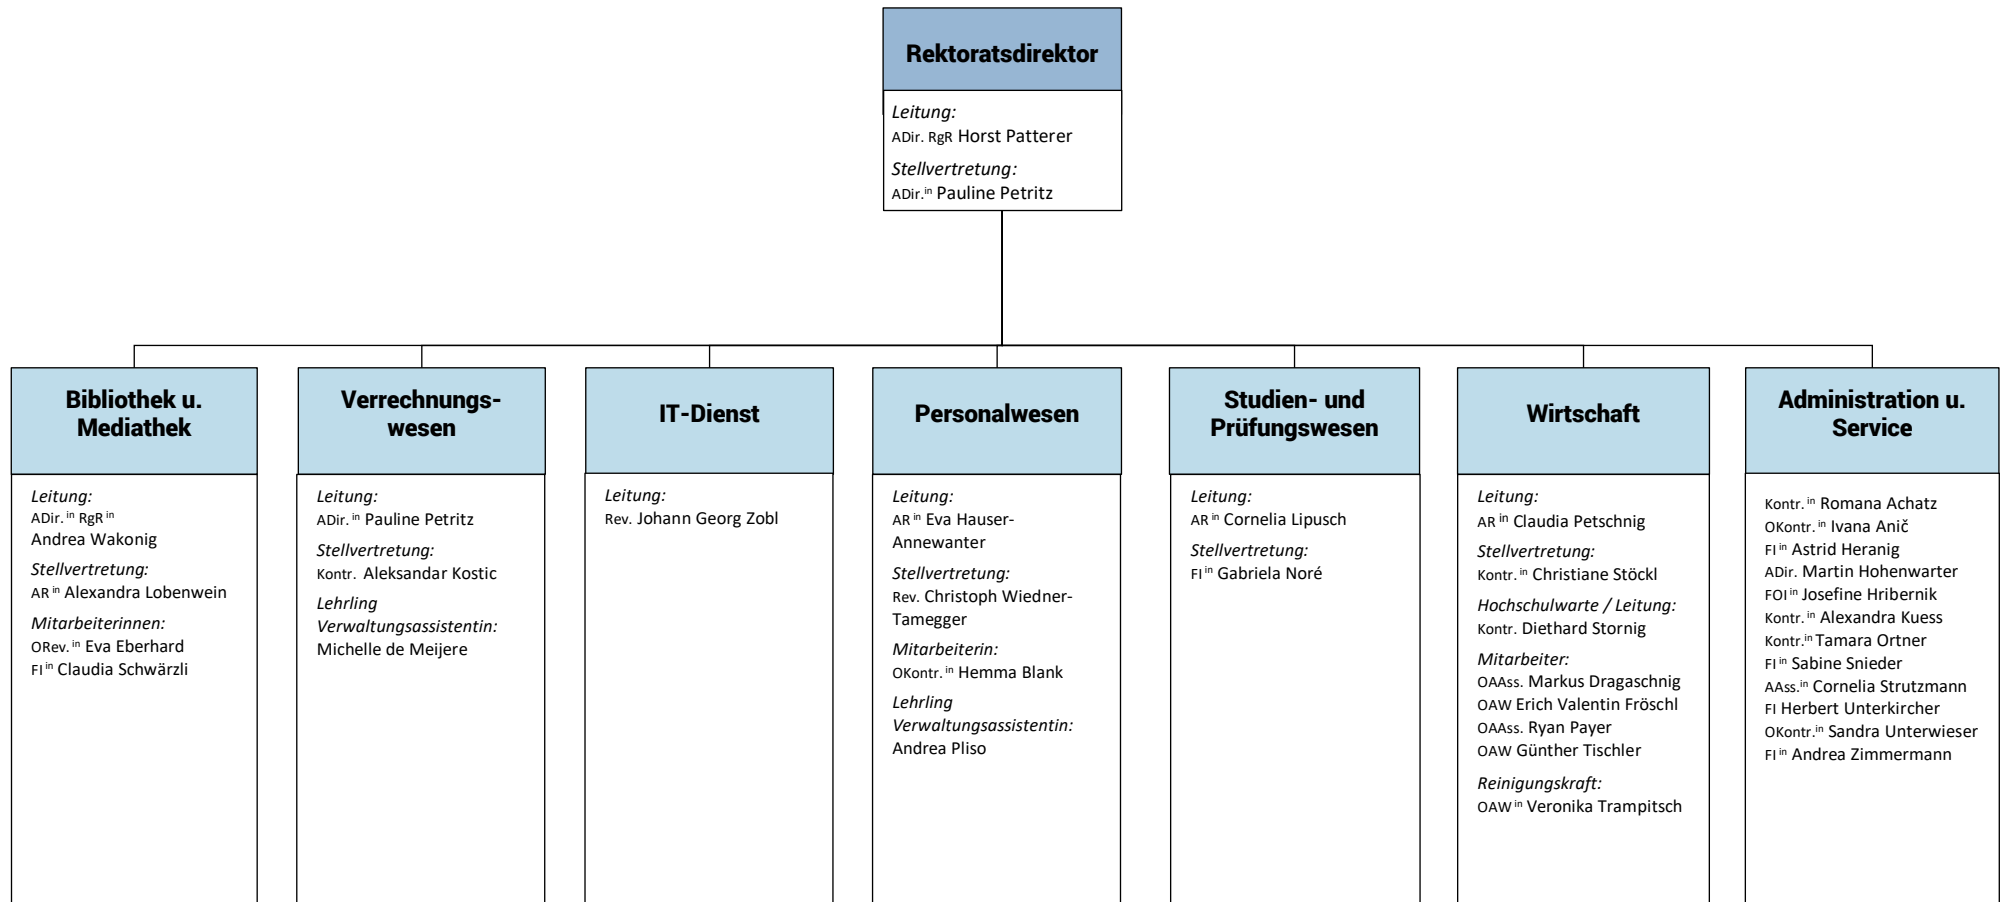 Rektoratsdirektor
Leitung:
ADir. RgR Horst Patterer
Stellvertretung:
ADir.in Pauline Petritz
Bibliothek u.
Mediathek
Leitung:
ADir. in RgR in
Andrea Wakonig
Stellvertretung:
AR in Alexandra Lobenwein
Mitarbeiterinnen:
ORev. in Eva Eberhard
FI in Claudia Schwärzli
Verrechnungs-
wesen
Leitung:
ADir. in Pauline Petritz
Stellvertretung:
Kontr. Aleksandar Kostic
Lehrling
Verwaltungsassistentin:
Michelle de Meijere
IT-Dienst
Leitung:
Rev. Johann Georg Zobl
Personalwesen
Leitung:
AR in Eva Hauser-
Annewanter
Stellvertretung:
Rev. Christoph Wiedner-
Tamegger
Mitarbeiterin:
OKontr. in Hemma Blank
Lehrling
Verwaltungsassistentin:
Andrea Pliso
Studien- und
Prüfungswesen
Leitung:
AR in Cornelia Lipusch
Stellvertretung:
FI in Gabriela Noré
Wirtschaft
Leitung:
AR in Claudia Petschnig
Stellvertretung:
Kontr. in Christiane Stöckl
Hochschulwarte / Leitung:
Kontr. Diethard Stornig
Mitarbeiter:
OAAss. Markus Dragaschnig
OAW Erich Valentin Fröschl
OAAss. Ryan Payer
OAW Günther Tischler
Reinigungskraft:
OAW in Veronika Trampitsch
Administration u.
Service
Kontr. in Romana Achatz
OKontr. in Ivana Anič
FI in Astrid Heranig
ADir. Martin Hohenwarter
FOI in Josefine Hribernik
Kontr. in Alexandra Kuess
Kontr. in Tamara Ortner
FI in Sabine Snieder
AAss.in Cornelia Strutzmann
FI Herbert Unterkircher
OKontr.in Sandra Unterwieser
FI in Andrea Zimmermann